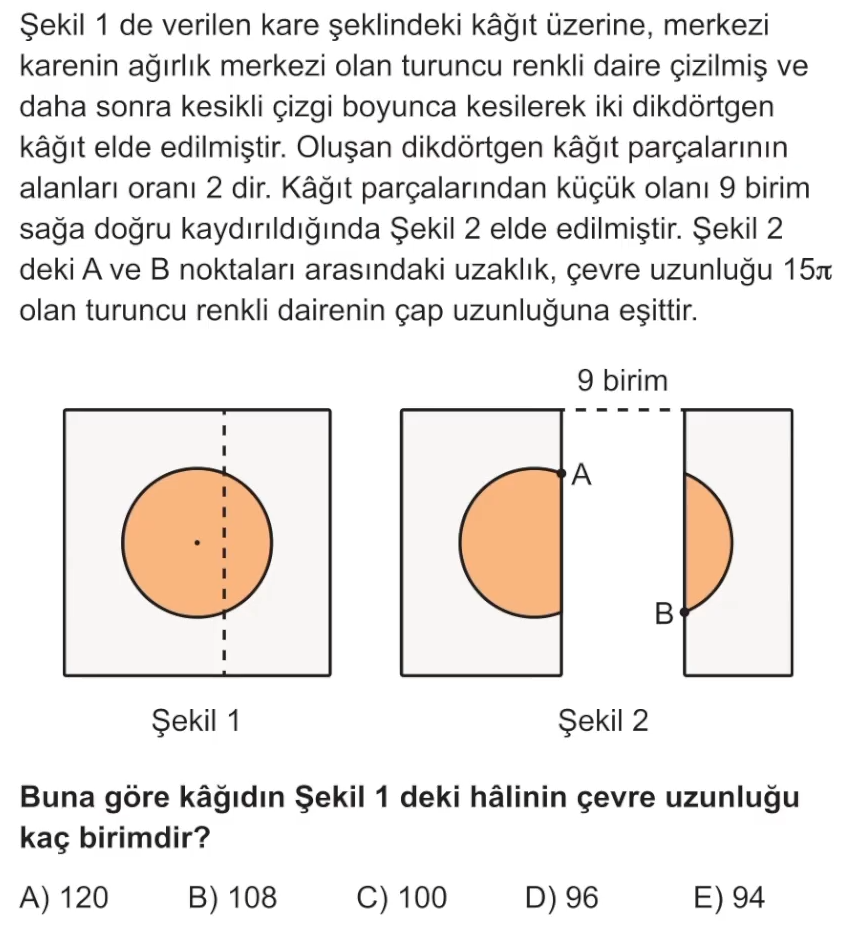 Şekil 1 de verilen kare şeklindeki kâğıt üzerine, merkezi
karenin ağırlık merkezi olan turuncu renkli daire çizilmiş ve
daha sonra kesikli çizgi boyunca kesilerek iki dikdörtgen
kâğıt elde edilmiştir. Oluşan dikdörtgen kâğıt parçalarının
alanları oranı 2 dir. Kâğıt parçalarından küçük olanı 9 birim
sağa doğru kaydırıldığında Şekil 2 elde edilmiştir. Şekil 2
deki A ve B noktaları arasındaki uzaklık, çevre uzunluğu 15π
olan turuncu renkli dairenin çap uzunluğuna eşittir.
9 birim
A
B
Şekil 1 Şekil 2
Buna göre kâğıdın Şekil 1 deki hâlinin çevre uzunluğu
kaç birimdir?
A) 120 B) 108 C) 100 D) 96 E) 94